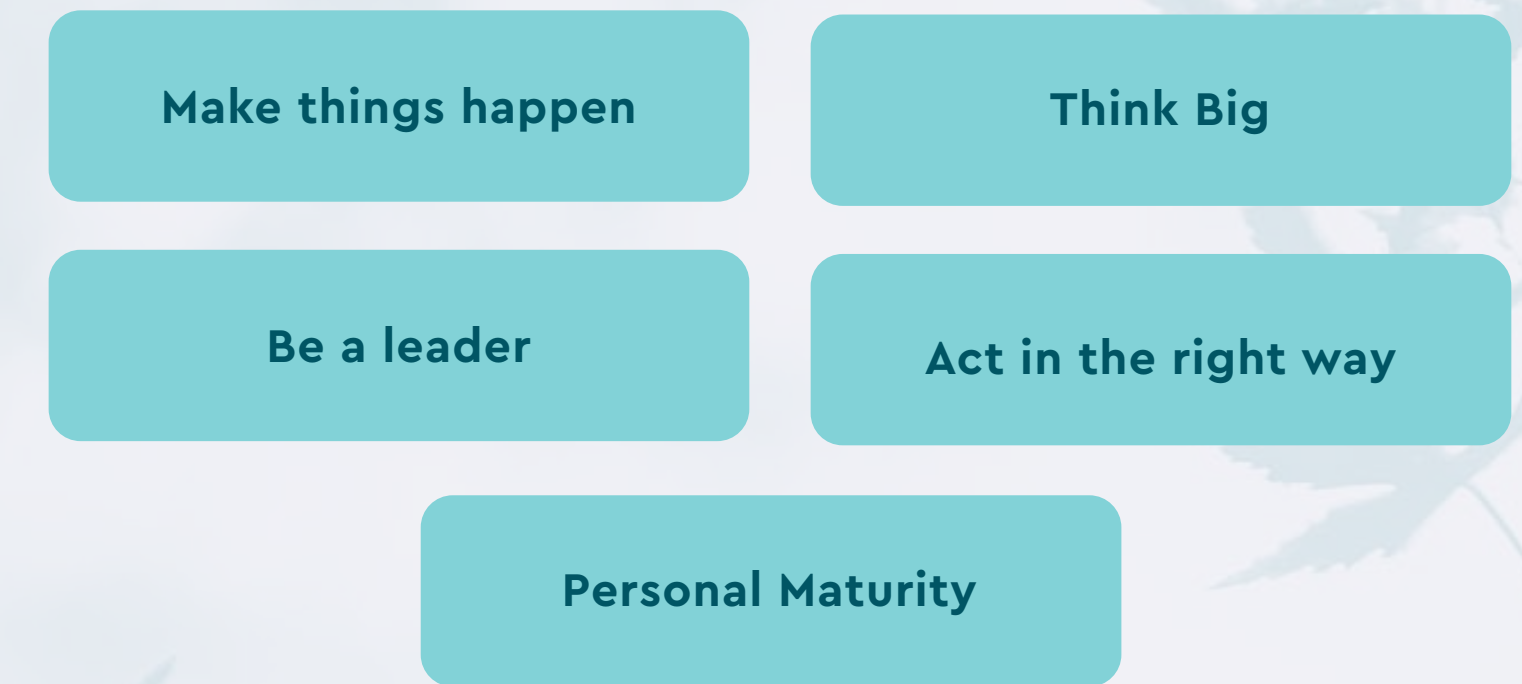 Make things happen
Think Big
Be a leader
Act in the right way
Personal Maturity